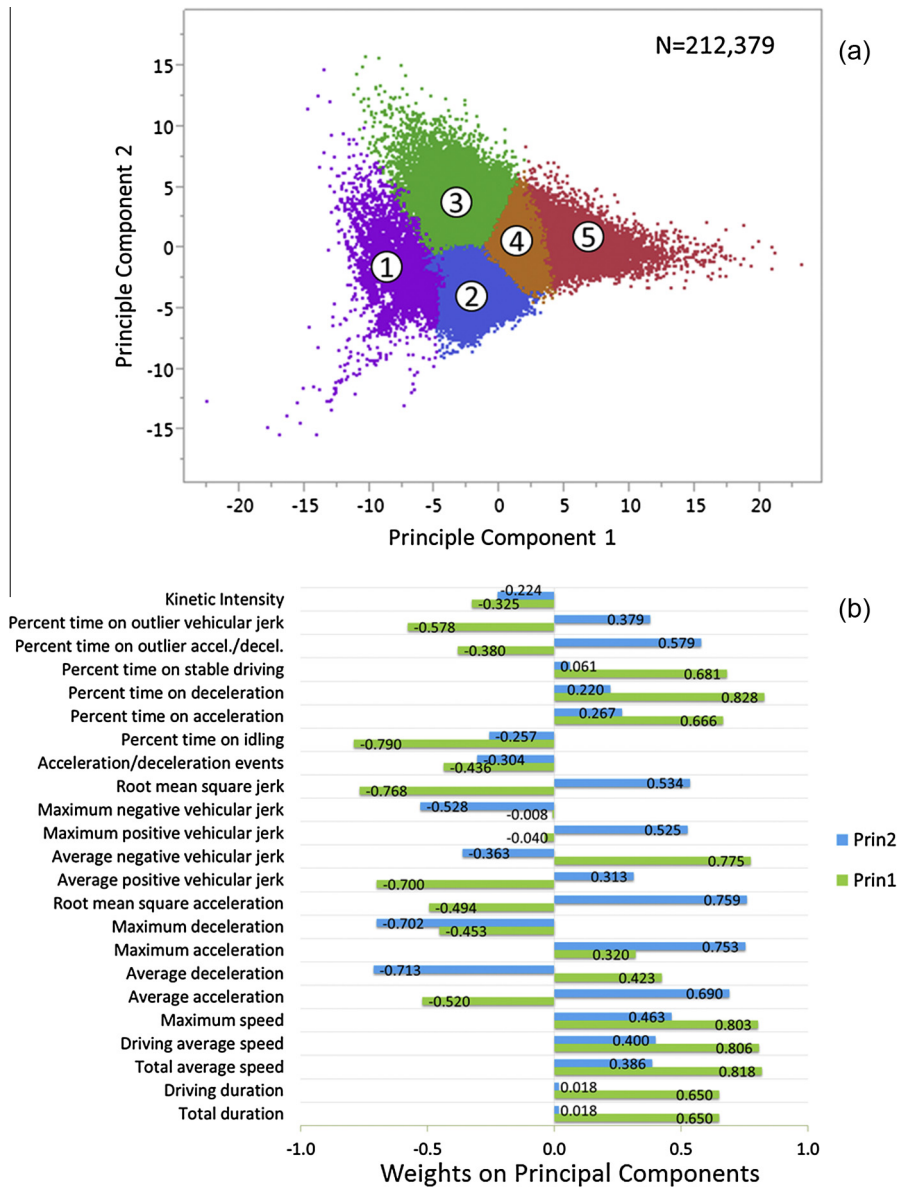 N=212,379
(a)
15
10
5
0
-5
-10
-15
Principle Component 2
1
2
3
4
5
-20 -15 -10 -5 0 5 10 15 20
Principle Component 1
(b)
Kinetic Intensity -0.224 -0.325
Percent time on outlier vehicular jerk 0.379 -0.578
Percent time on outlier accel./decel. 0.579 -0.380
Percent time on stable driving 0.061 0.681
Percent time on deceleration 0.220 0.828
Percent time on acceleration 0.267 0.666
Percent time on idling -0.257 -0.790
Acceleration/deceleration events -0.304 -0.436
Root mean square jerk 0.534 -0.768
Maximum negative vehicular jerk -0.528 -0.008
Maximum positive vehicular jerk 0.525 -0.040
Average negative vehicular jerk -0.363 0.775
Average positive vehicular jerk 0.313 -0.700
Root mean square acceleration 0.759 -0.494
Maximum deceleration -0.702 -0.453
Maximum acceleration 0.753 0.320
Average deceleration -0.713 0.423
Average acceleration 0.690 -0.520
Maximum speed 0.463 0.803
Driving average speed 0.400 0.806
Total average speed 0.386 0.818
Driving duration 0.018 0.650
Total duration 0.018 0.650
Prin2
Prin1
-1.0 -0.5 0.0 0.5 1.0
Weights on Principal Components